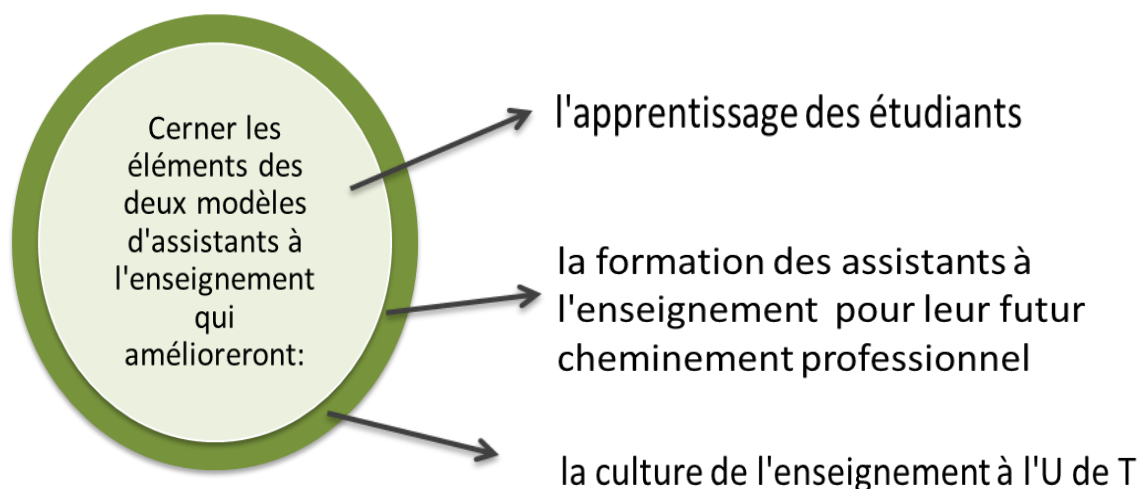 Cerner les
éléments des
deux modèles
d'assistants à
l'enseignement
qui
amélioreront:
l'apprentissage des étudiants
la formation des assistants à
l'enseignement pour leur futur
cheminement professionnel
la culture de l'enseignement à l'U de T